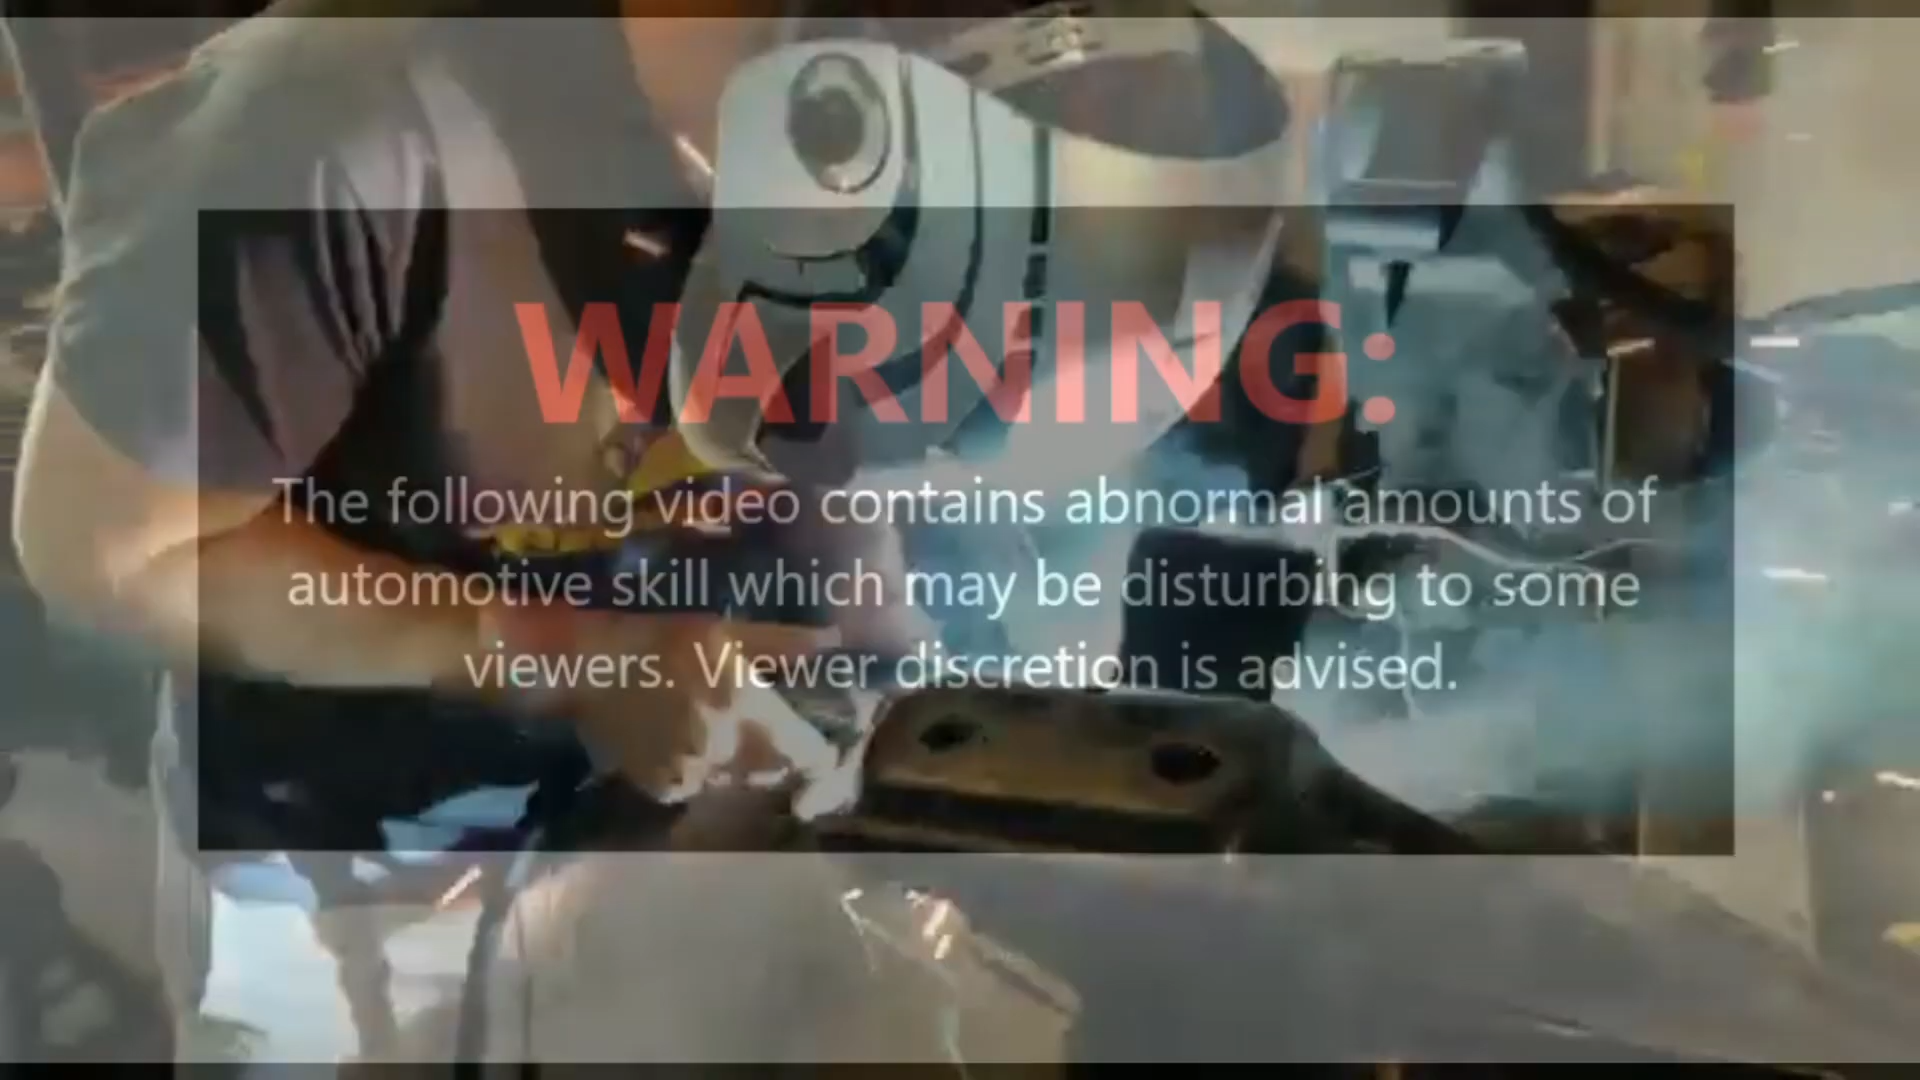 WARNING:
The following video contains abnormal amounts of
automotive skill which may be disturbing to some
viewers. Viewer discretion is advised.